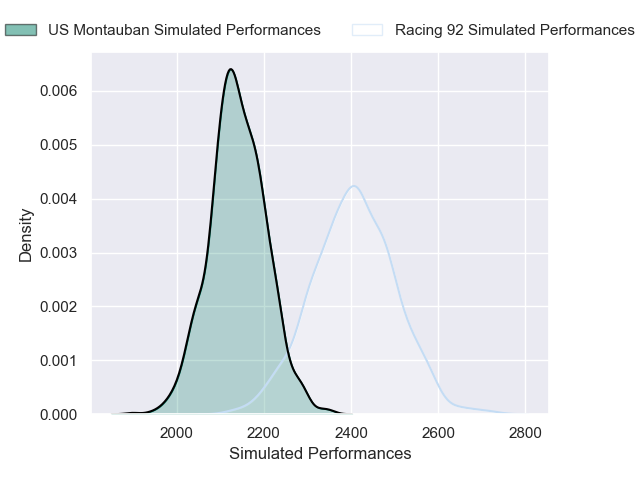 US Montauban Simulated Performances
Racing 92 Simulated Performances
0.006
0.005
0.004
0.003
0.002
0.001
0.000
Density
2000 2200 2400 2600 2800
Simulated Performances